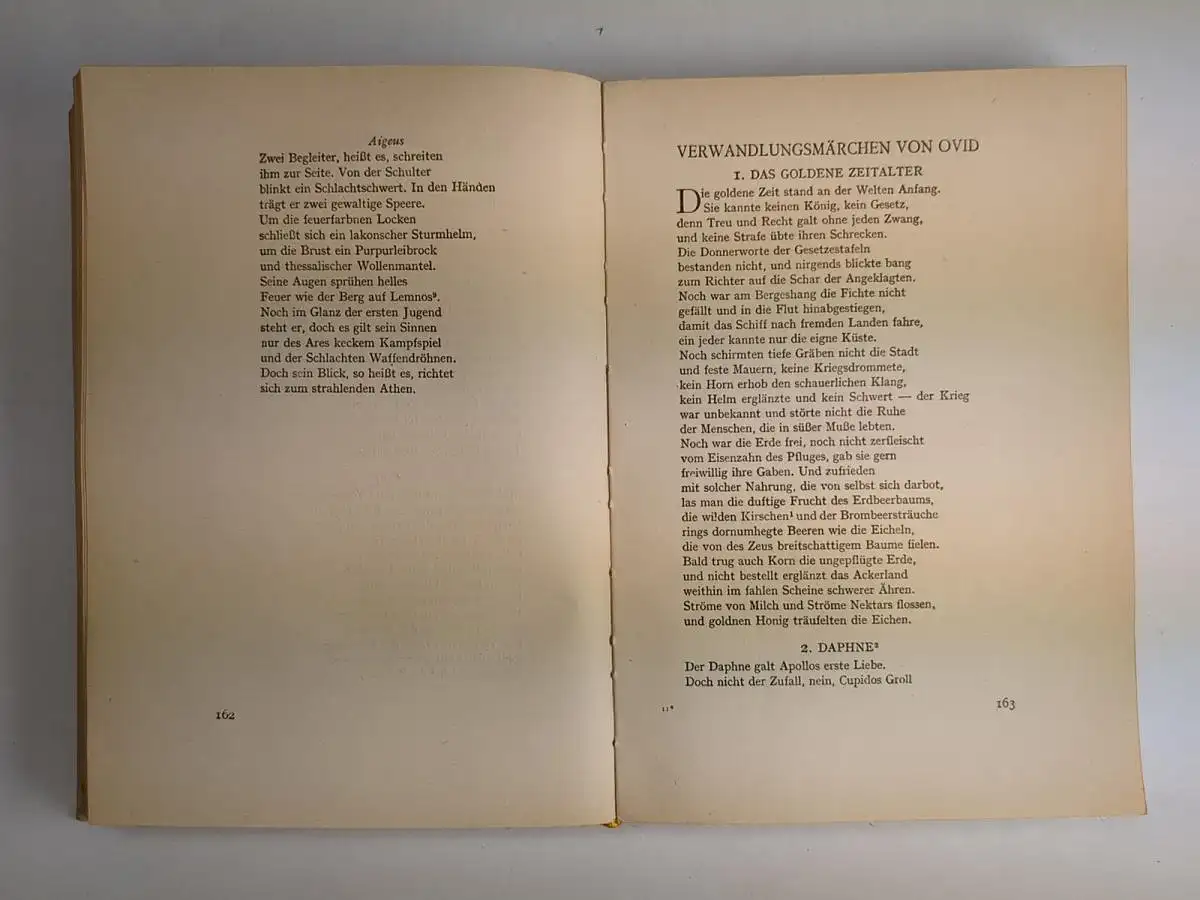 Aigeus
Zwei Begleiter, heißt es, schreiten
ihm zur Seite. Von der Schulter
blinkt ein Schlachtschwert. In den Händen
trägt er zwei gewaltige Speere.
Um die feuerfarbnen Locken
schließt sich ein lakonscher Sturmhelm,
um die Brust ein Purpurleibrock
und thessalischer Wollenmantel.
Seine Augen sprühen helles
Feuer wie der Berg auf Lemnos⁹.
Noch im Glanz der ersten Jugend
steht er, doch es gilt sein Sinnen
nur des Ares keckem Kampfspiel
und der Schlachten Waffendröhnen.
Doch sein Blick, so heißt es, richtet
sich zum strahlenden Athen.
162
VERWANDLUNGSMÄRCHEN VON OVID
1. DAS GOLDENE ZEITALTER
Die goldene Zeit stand an der Welten Anfang.
Sie kannte keinen König, kein Gesetz,
denn Treu und Recht galt ohne jeden Zwang,
und keine Strafe übte ihren Schrecken.
Die Donnerworte der Gesetzestafeln
bestanden nicht, und nirgends blickte bang
zum Richter auf die Schar der Angeklagten.
Noch war am Bergeshang die Fichte nicht
gefällt und in die Flut hinabgestiegen,
damit das Schiff nach fremden Landen fahre,
ein jeder kannte nur die eigne Küste.
Noch schirmten tiefe Gräben nicht die Stadt
und feste Mauern, keine Kriegsdrommete,
kein Horn erhob den schauerlichen Klang,
kein Helm erglänzte und kein Schwert — der Krieg
war unbekannt und störte nicht die Ruhe
der Menschen, die in süßer Muße lebten.
Noch war die Erde frei, noch nicht zerfleischt
vom Eisenzahn des Pfluges, gab sie gern
freiwillig ihre Gaben. Und zufrieden
mit solcher Nahrung, die von selbst sich darbot,
las man die duftige Frucht des Erdbeerbaums,
die wilden Kirschen¹ und der Brombeersträuche
rings dornumhegte Beeren wie die Eicheln,
die von des Zeus breitschattigem Baume fielen.
Bald trug auch Korn die ungepflügte Erde,
und nicht bestellt erglänzt das Ackerland
weithin im fahlen Scheine schwerer Ähren.
Ströme von Milch und Ströme Nektars flossen,
und goldnen Honig träufelten die Eichen.
2. DAPHNE²
Der Daphne galt Apollos erste Liebe.
Doch nicht der Zufall, nein, Cupidos Groll
11*
163